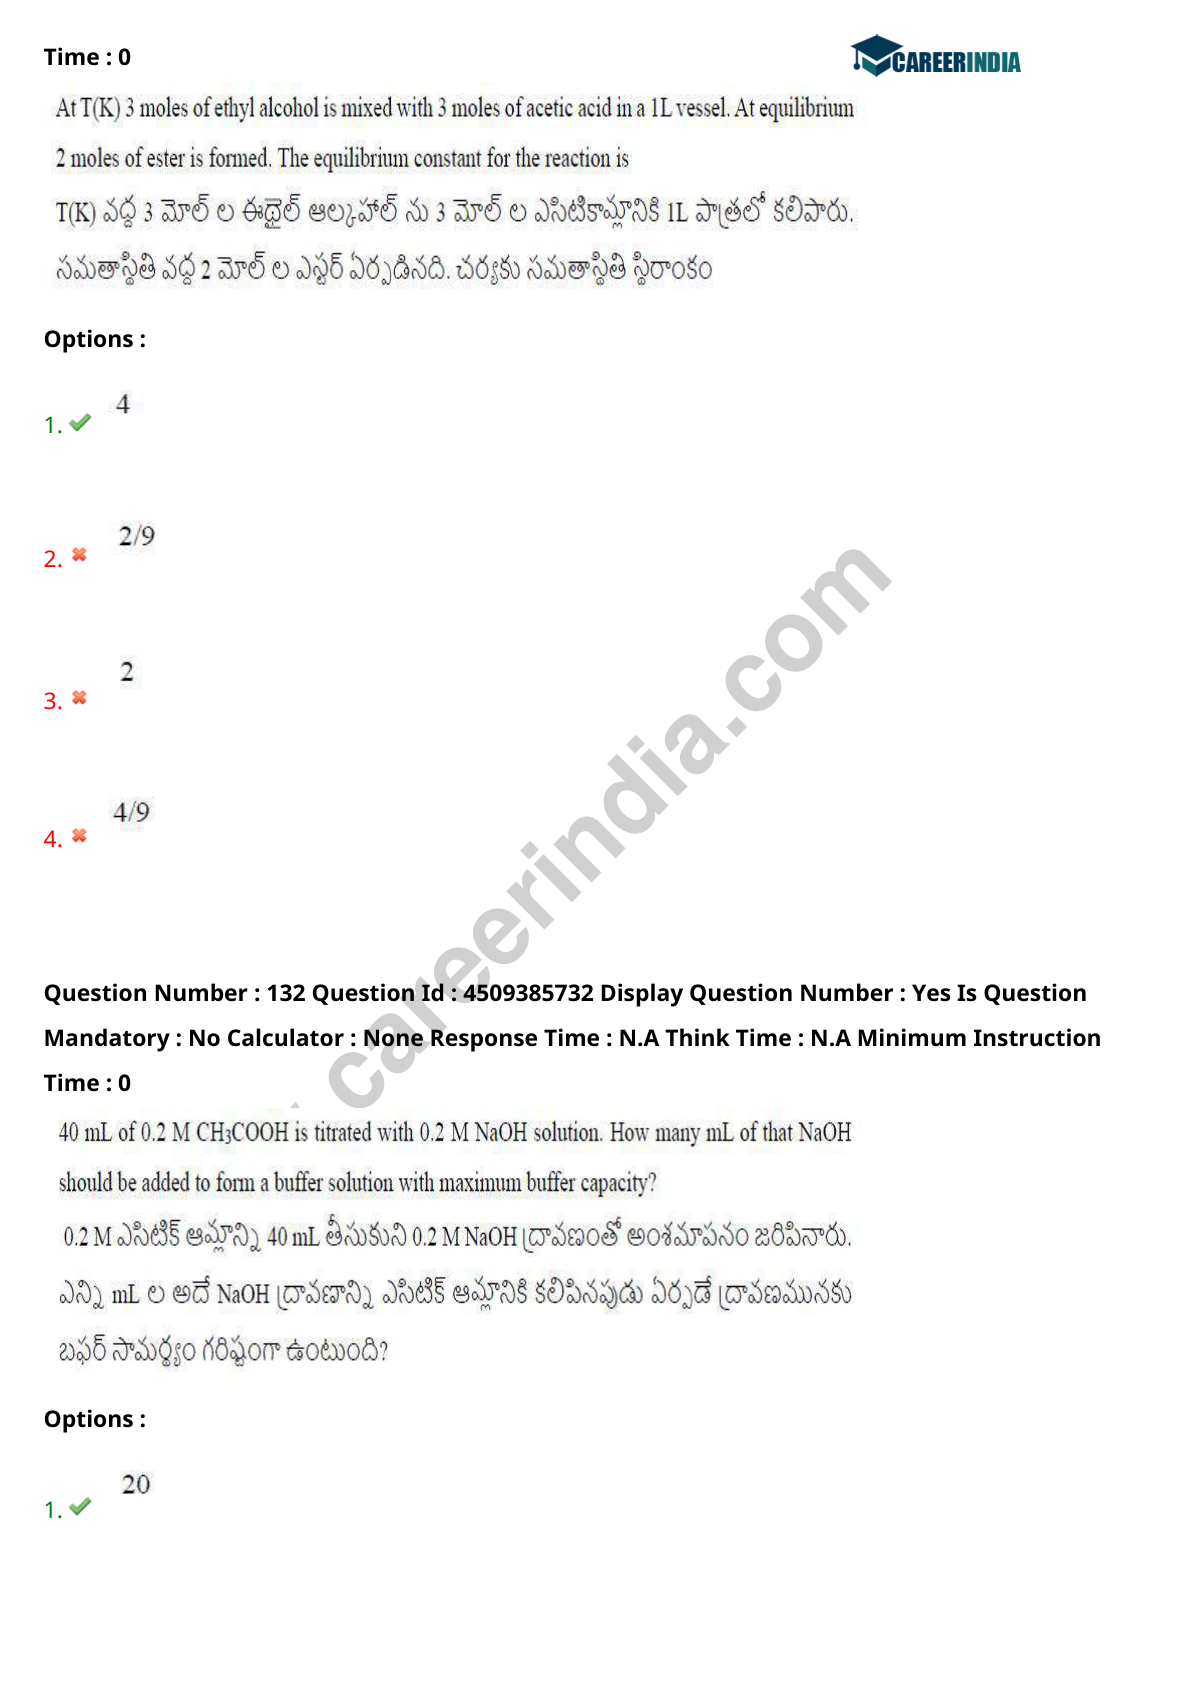 Time : 0
CAREERINDIA
At T(K) 3 moles of ethyl alcohol is mixed with 3 moles of acetic acid in a 1L vessel. At equilibrium
2 moles of ester is formed. The equilibrium constant for the reaction is
T(K) వద్ద 3 మోల్ ల ఈథైల్ ఆల్కహాల్ ను 3 మోల్ ల ఎసిటికామ్లానికి 1L పాత్రలో కలిపారు.
సమతాస్థితి వద్ద 2 మోల్ ల ఎస్టర్ ఏర్పడినది. చర్యకు సమతాస్థితి స్థిరాంకం
Options :
1. 4
2. 2/9
3. 2
4. 4/9
careerindia.com
Question Number : 132 Question Id : 4509385732 Display Question Number : Yes Is Question
Mandatory : No Calculator : None Response Time : N.A Think Time : N.A Minimum Instruction
Time : 0
40 mL of 0.2 M CH₃COOH is titrated with 0.2 M NaOH solution. How many mL of that NaOH
should be added to form a buffer solution with maximum buffer capacity?
0.2 M ఎసిటిక్ ఆమ్లాన్ని 40 mL తీసుకుని 0.2 M NaOH ద్రావణంతో అంశమాపనం జరిపినారు.
ఎన్ని mL ల అదే NaOH ద్రావణాన్ని ఎసిటిక్ ఆమ్లానికి కలిపినపుడు ఏర్పడే ద్రావణమునకు
బఫర్ సామర్థ్యం గరిష్టంగా ఉంటుంది?
Options :
1. 20